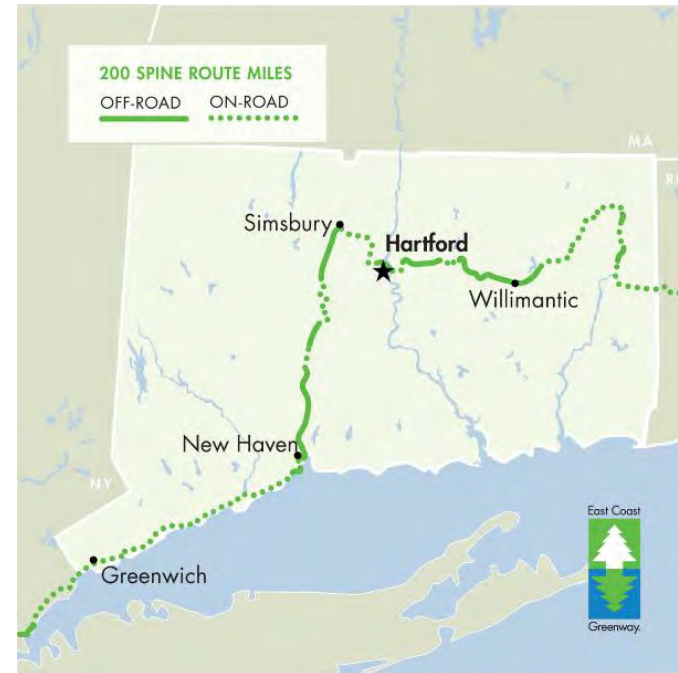 200 SPINE ROUTE MILES
OFF-ROAD ON-ROAD
MA
RI
Simsbury
Hartford
Willimantic
New Haven
NY
Greenwich
East Coast
Greenway.